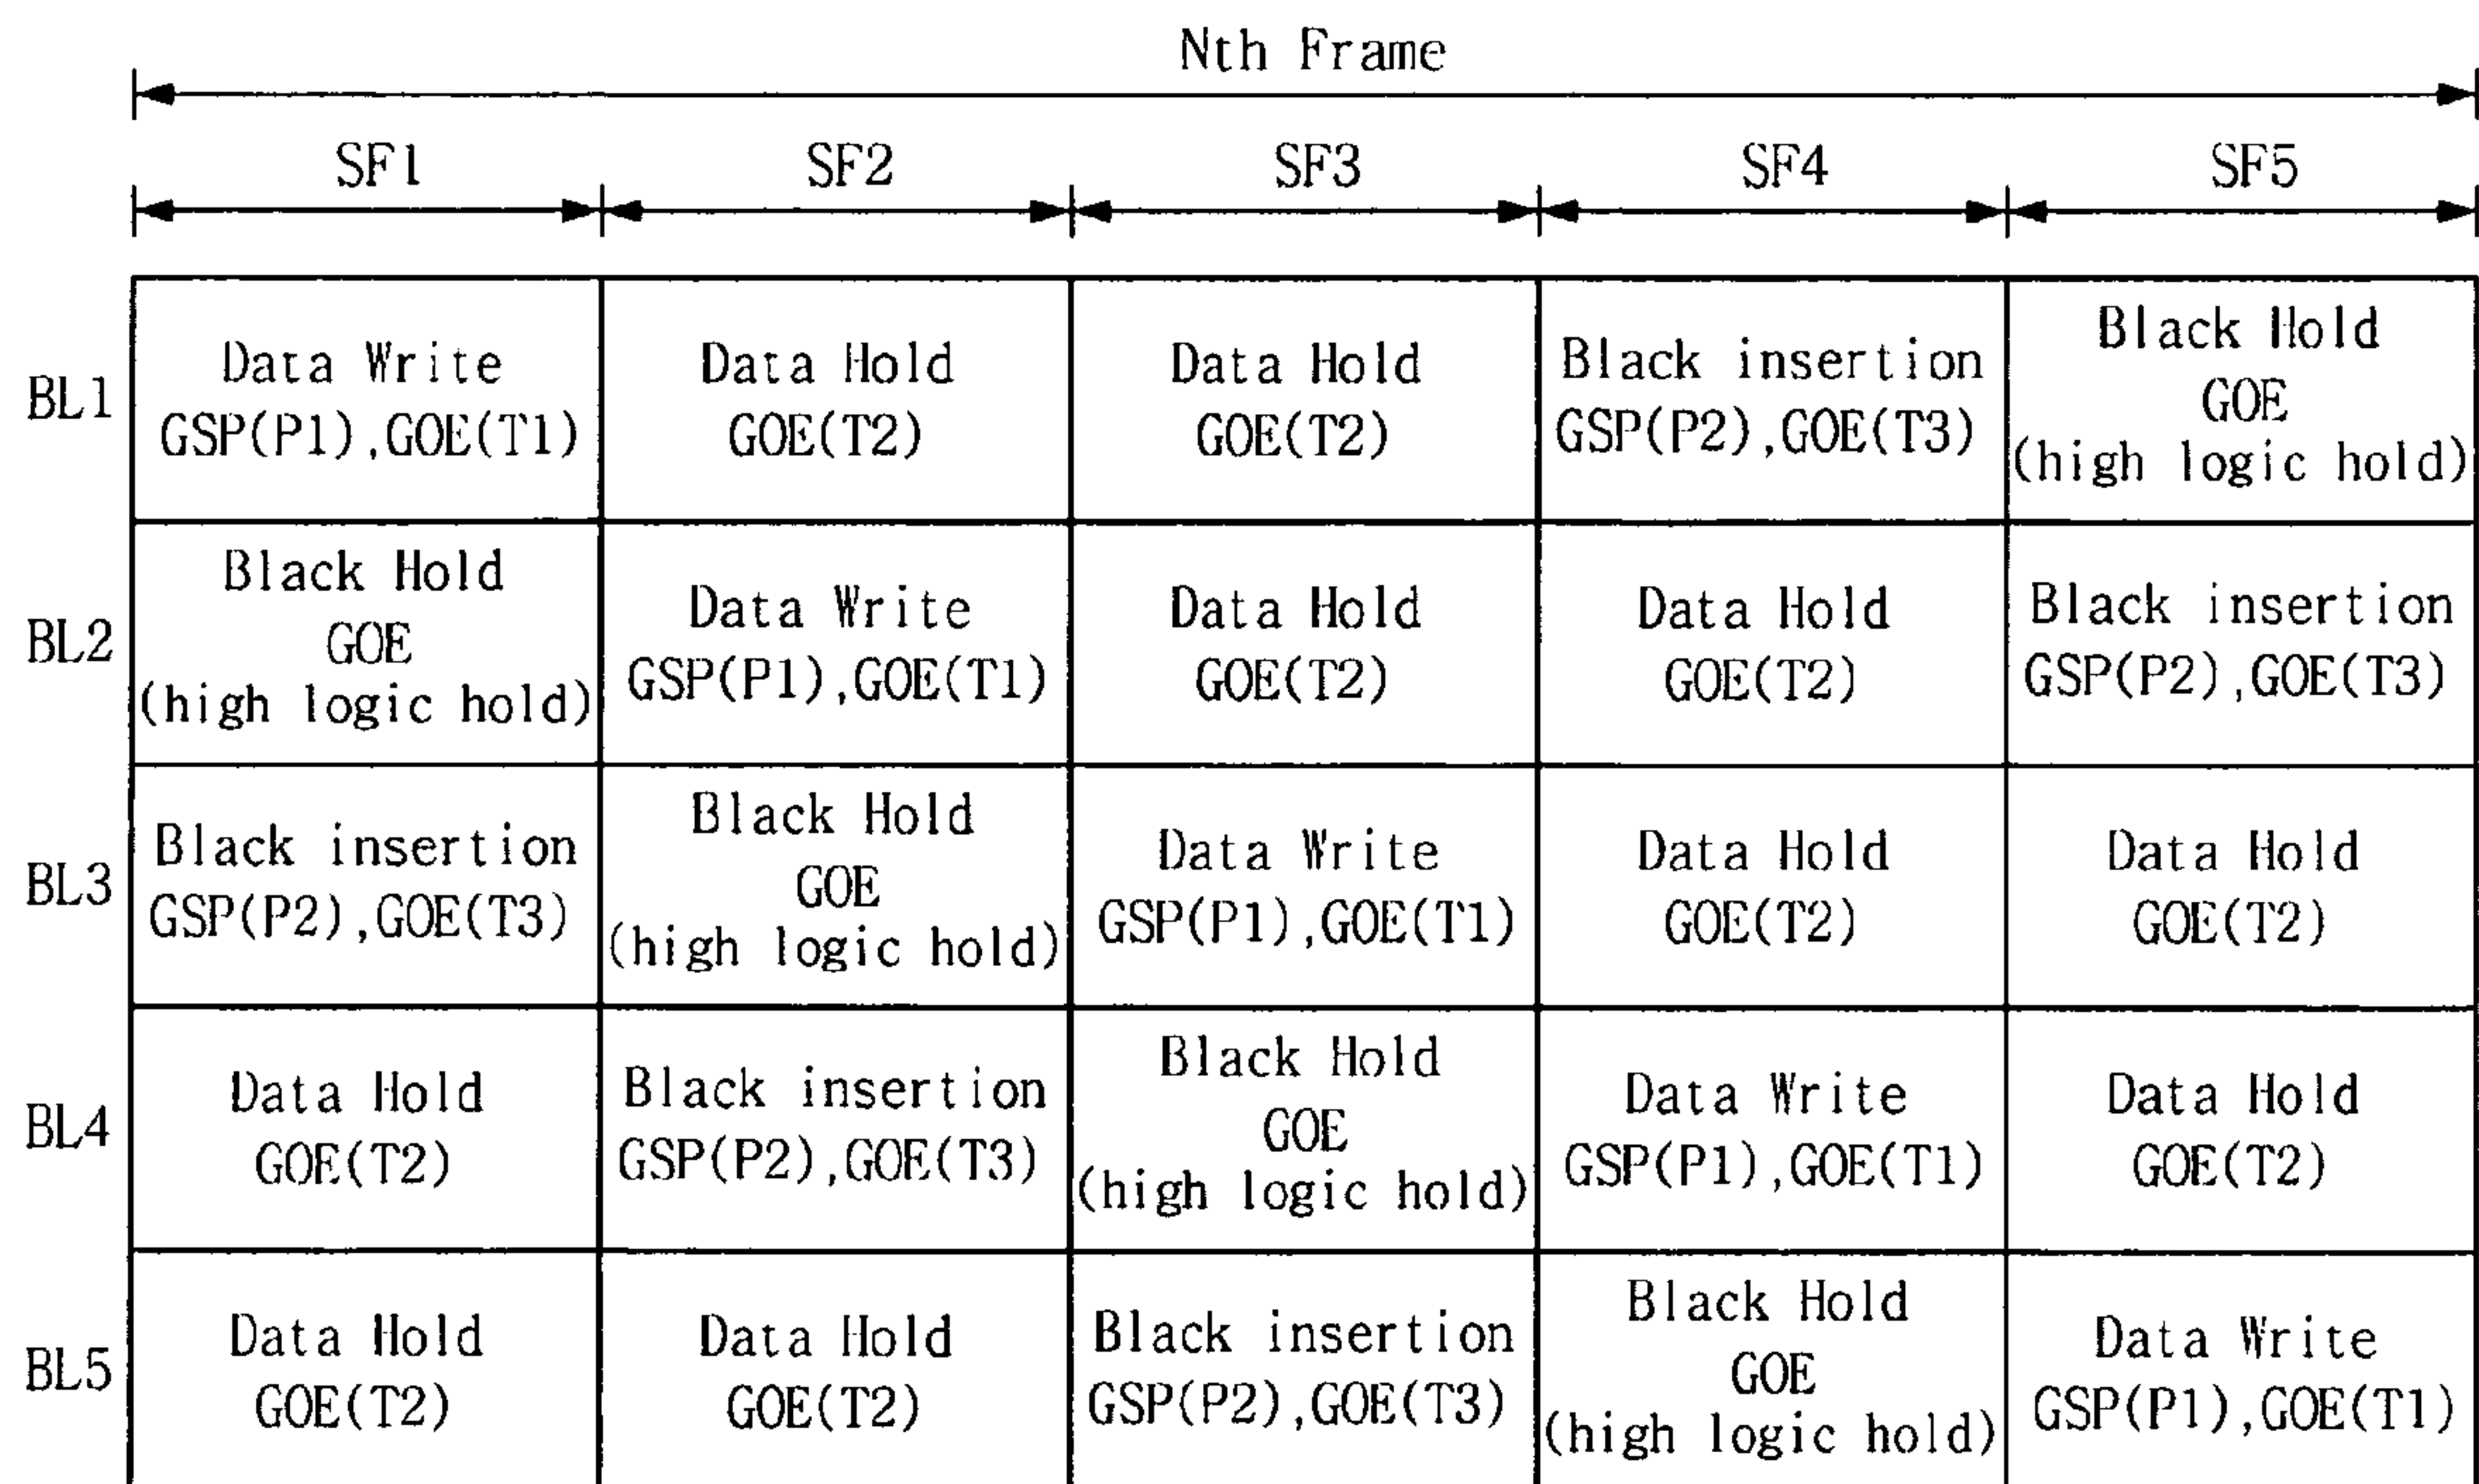 Nth Frame
SF1 SF2 SF3 SF4 SF5
BL1
Data Write
GSP(P1),GOE(T1)
Data Hold
GOE(T2)
Data Hold
GOE(T2)
Black insertion
GSP(P2),GOE(T3)
Black Hold
GOE
(high logic hold)
BL2
Black Hold
GOE
(high logic hold)
Data Write
GSP(P1),GOE(T1)
Data Hold
GOE(T2)
Data Hold
GOE(T2)
Black insertion
GSP(P2),GOE(T3)
BL3
Black insertion
GSP(P2),GOE(T3)
Black Hold
GOE
(high logic hold)
Data Write
GSP(P1),GOE(T1)
Data Hold
GOE(T2)
Data Hold
GOE(T2)
BL4
Data Hold
GOE(T2)
Black insertion
GSP(P2),GOE(T3)
Black Hold
GOE
(high logic hold)
Data Write
GSP(P1),GOE(T1)
Data Hold
GOE(T2)
BL5
Data Hold
GOE(T2)
Data Hold
GOE(T2)
Black insertion
GSP(P2),GOE(T3)
Black Hold
GOE
(high logic hold)
Data Write
GSP(P1),GOE(T1)